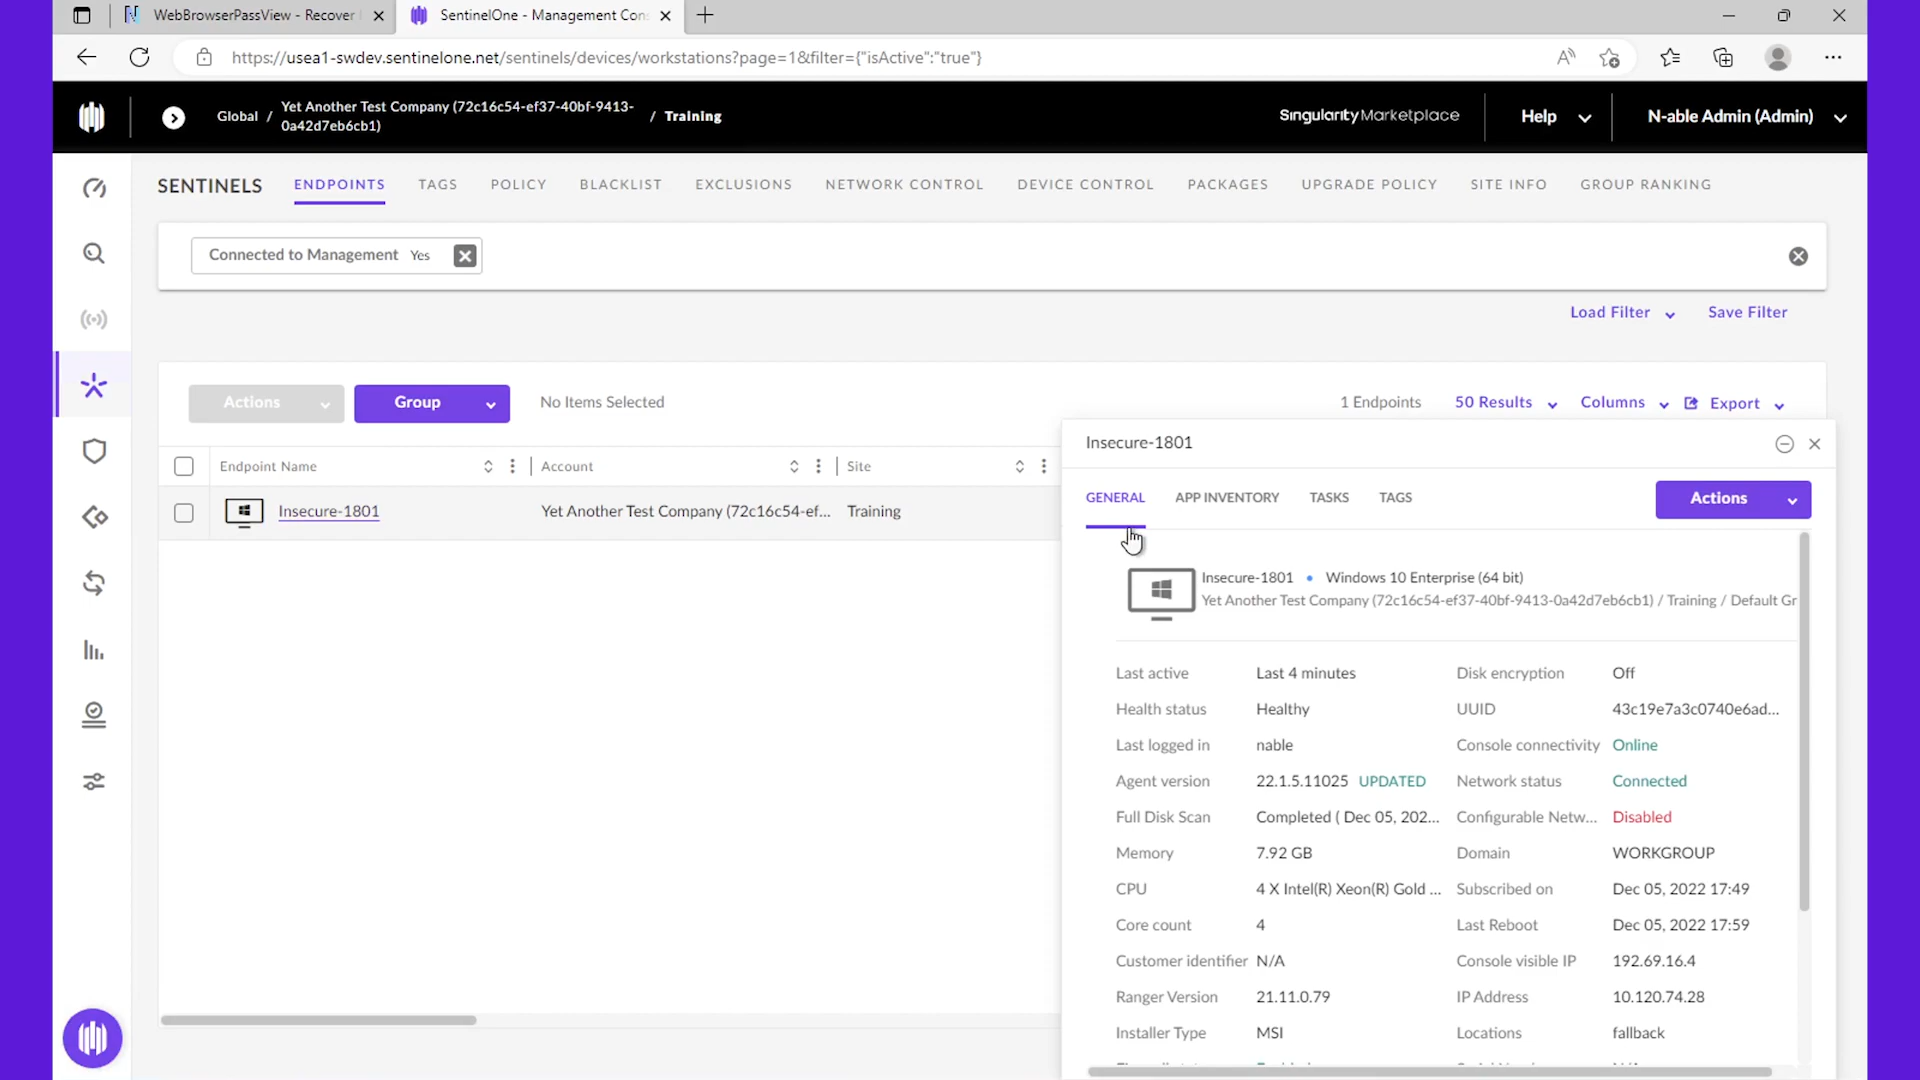 WebBrowserPassView - Recover
SentinelOne - Management Con
https://usea1-swdev.sentinelone.net/sentinels/devices/workstations?page=1&filter={"isActive":"true"}
Global / Yet Another Test Company (72c16c54-ef37-40bf-9413-
0a42d7eb6cb1) / Training
Singularity Marketplace
Help
N-able Admin (Admin)
SENTINELS ENDPOINTS TAGS POLICY BLACKLIST EXCLUSIONS NETWORK CONTROL DEVICE CONTROL PACKAGES UPGRADE POLICY SITE INFO GROUP RANKING
Connected to Management Yes
Load Filter Save Filter
Actions Group No Items Selected 1 Endpoints 50 Results Columns Export
Endpoint Name Account Site
Insecure-1801 Yet Another Test Company (72c16c54-ef... Training
Insecure-1801
GENERAL APP INVENTORY TASKS TAGS Actions
Insecure-1801 • Windows 10 Enterprise (64 bit)
Yet Another Test Company (72c16c54-ef37-40bf-9413-0a42d7eb6cb1) / Training / Default Gr
Last active Last 4 minutes Disk encryption Off
Health status Healthy UUID 43c19e7a3c0740e6ad...
Last logged in nable Console connectivity Online
Agent version 22.1.5.11025 UPDATED Network status Connected
Full Disk Scan Completed ( Dec 05, 202... Configurable Netw... Disabled
Memory 7.92 GB Domain WORKGROUP
CPU 4 X Intel(R) Xeon(R) Gold ... Subscribed on Dec 05, 2022 17:49
Core count 4 Last Reboot Dec 05, 2022 17:59
Customer identifier N/A Console visible IP 192.69.16.4
Ranger Version 21.11.0.79 IP Address 10.120.74.28
Installer Type MSI Locations fallback